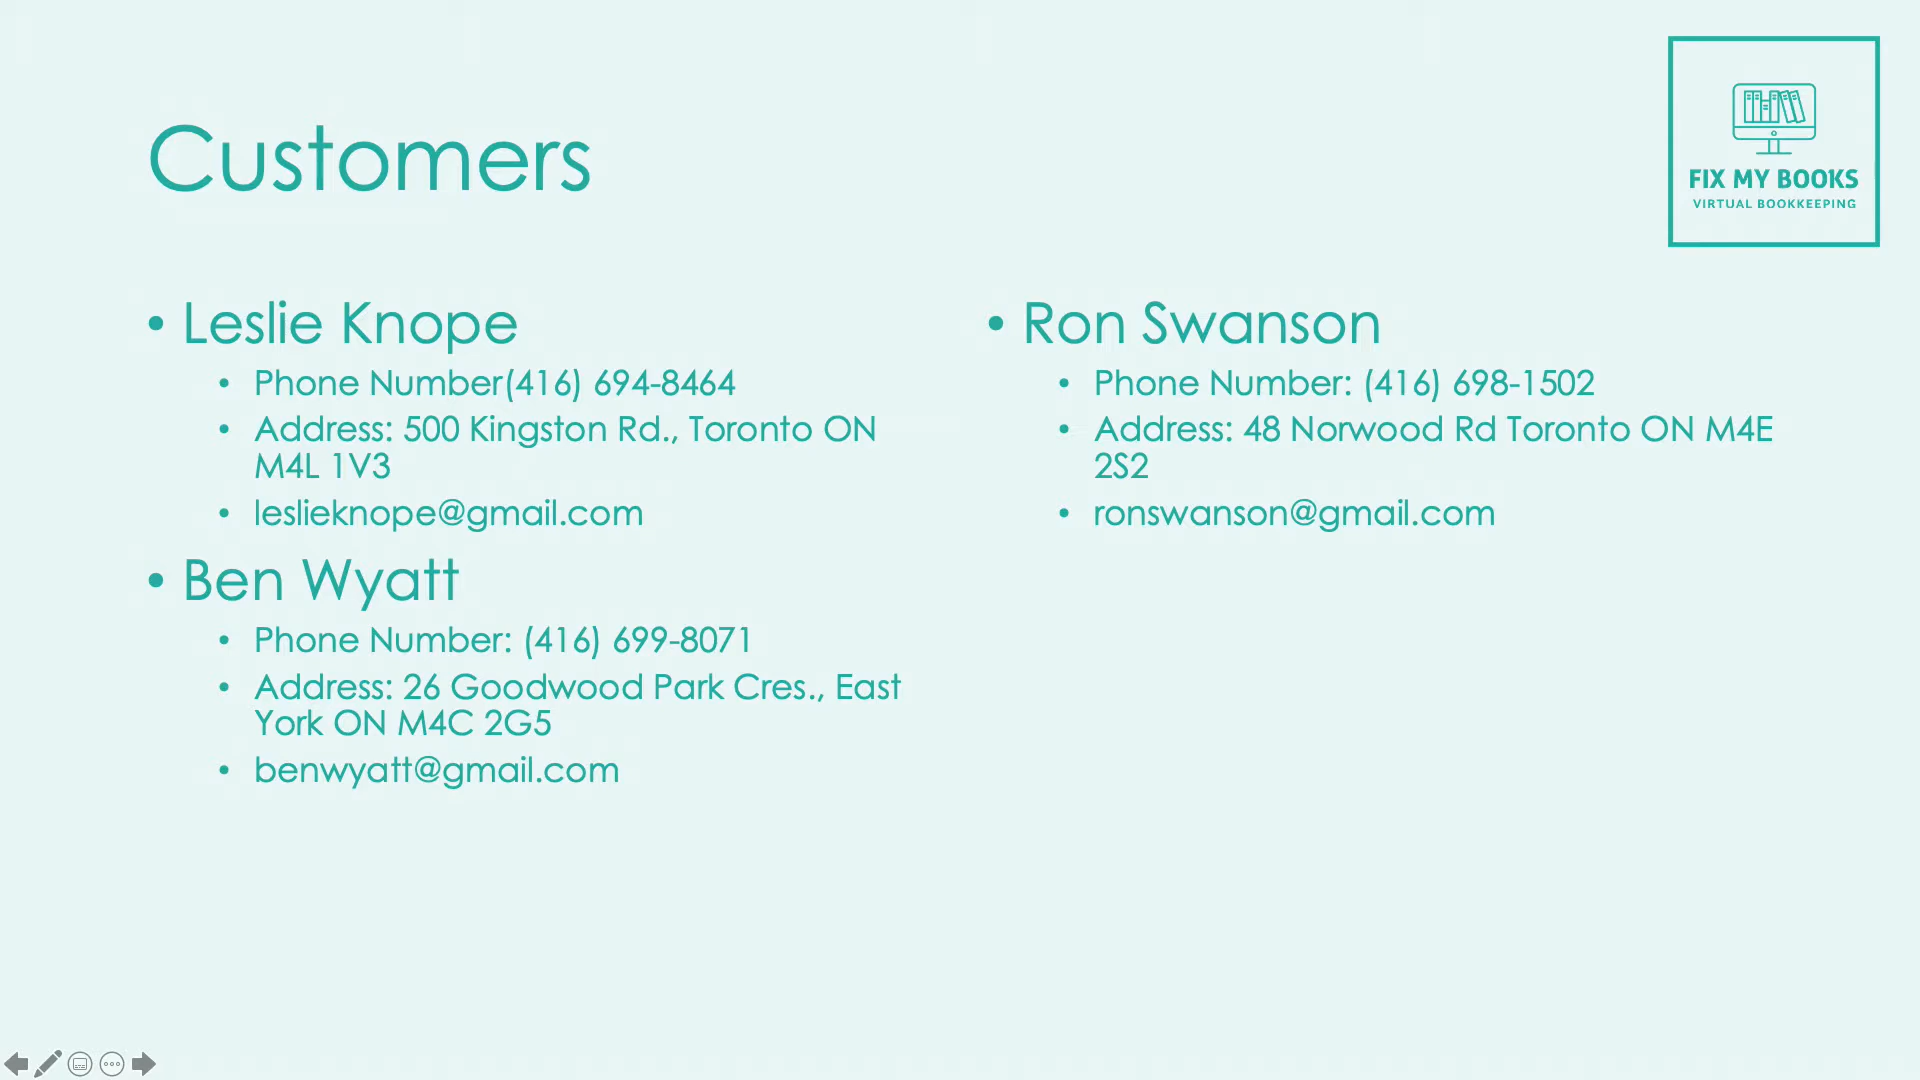 Customers
FIX MY BOOKS
VIRTUAL BOOKKEEPING
• Leslie Knope
• Phone Number(416) 694-8464
• Address: 500 Kingston Rd., Toronto ON
M4L 1V3
• leslieknope@gmail.com
• Ben Wyatt
• Phone Number: (416) 699-8071
• Address: 26 Goodwood Park Cres., East
York ON M4C 2G5
• benwyatt@gmail.com
• Ron Swanson
• Phone Number: (416) 698-1502
• Address: 48 Norwood Rd Toronto ON M4E
2S2
• ronswanson@gmail.com